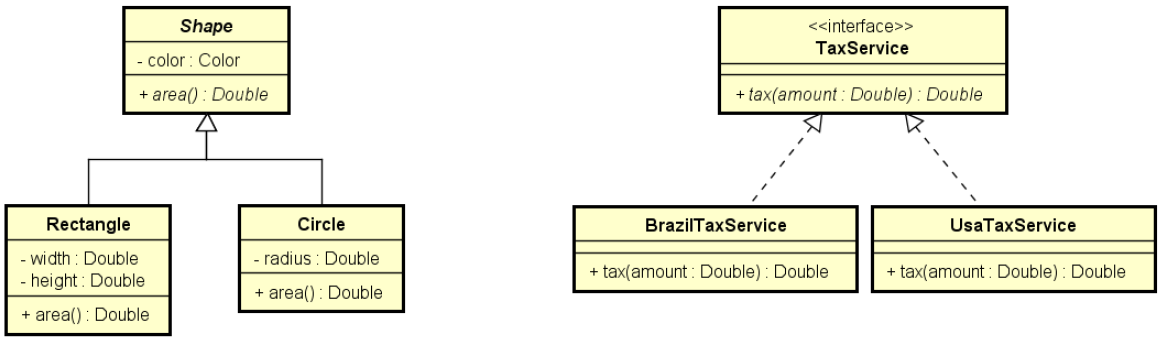 Shape
- color : Color
+ area() : Double
Rectangle
- width : Double
- height : Double
+ area() : Double
Circle
- radius : Double
+ area() : Double
<<interface>>
TaxService
+ tax(amount : Double) : Double
BrazilTaxService
+ tax(amount : Double) : Double
UsaTaxService
+ tax(amount : Double) : Double